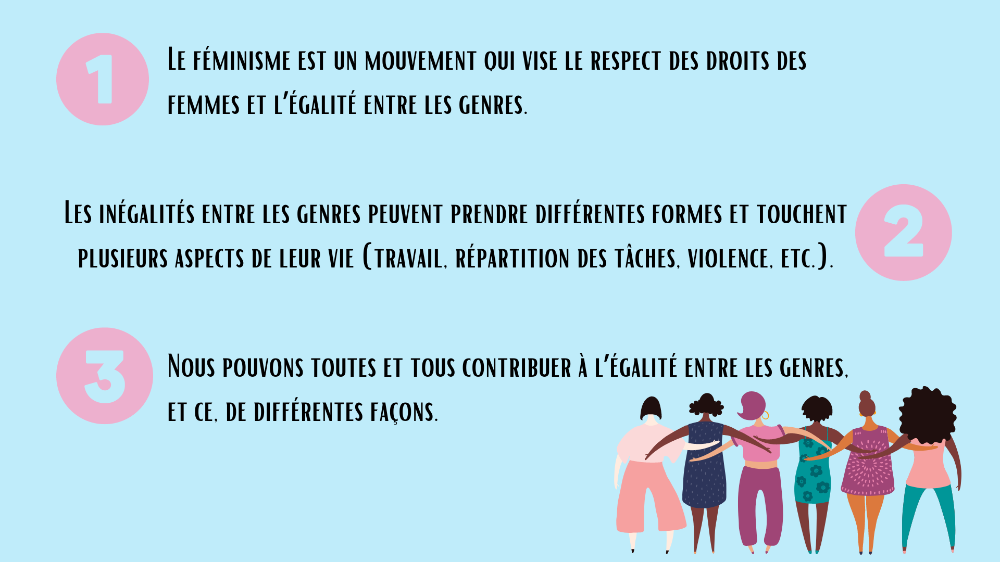 1
Le féminisme est un mouvement qui vise le respect des droits des
femmes et l'égalité entre les genres.
Les inégalités entre les genres peuvent prendre différentes formes et touchent
plusieurs aspects de leur vie (travail, répartition des tâches, violence, etc.).
2
3
Nous pouvons toutes et tous contribuer à l'égalité entre les genres,
et ce, de différentes façons.